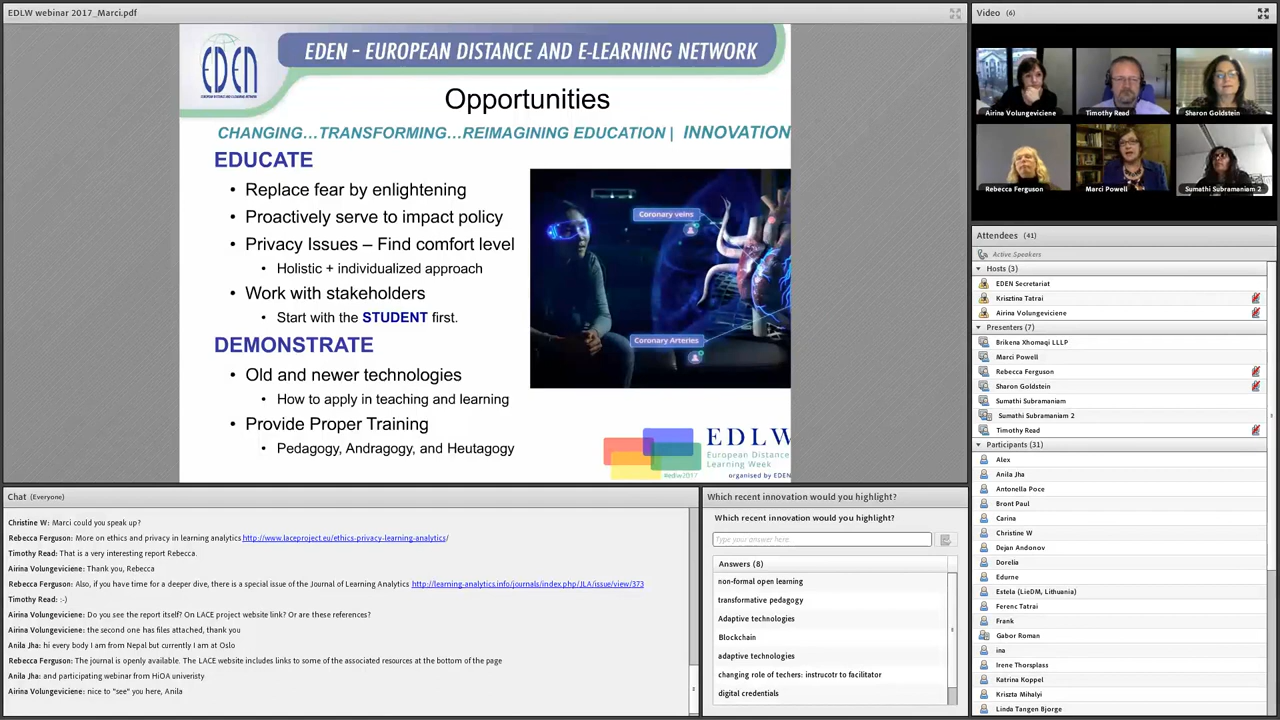 EDLW webinar 2017_Marci.pdf
EDEN
EDEN – EUROPEAN DISTANCE AND E-LEARNING NETWORK
Opportunities
CHANGING…TRANSFORMING…REIMAGINING EDUCATION | INNOVATION
EDUCATE
• Replace fear by enlightening
• Proactively serve to impact policy
• Privacy Issues – Find comfort level
• Holistic + individualized approach
• Work with stakeholders
• Start with the STUDENT first.
DEMONSTRATE
• Old and newer technologies
• How to apply in teaching and learning
• Provide Proper Training
• Pedagogy, Andragogy, and Heutagogy
Coronary veins
Coronary Arteries
EDLW
European Distance
Learning Week
#edlw2017
organised by EDEN
Video (6)
Airina Volungeviciene
Timothy Read
Sharon Goldstein
Rebecca Ferguson
Marci Powell
Sumathi Subramaniam 2
Attendees (41)
Active Speakers
Hosts (3)
EDEN Secretariat
Krisztina Tatrai
Airina Volungeviciene
Presenters (7)
Brikena Xhomaqi LLLP
Marci Powell
Rebecca Ferguson
Sharon Goldstein
Sumathi Subramaniam
Sumathi Subramaniam 2
Timothy Read
Participants (31)
Alex
Anila Jha
Antonella Poce
Bront Paul
Carina
Christine W
Dejan Andonov
Dorelia
Edurne
Estela (LieDM, Lithuania)
Ferenc Tatrai
Frank
Gabor Roman
ina
Irene Thorsplass
Katrina Koppel
Kriszta Mihalyi
Linda Tangen Bjorge
Chat (Everyone)
Christine W: Marci could you speak up?
Rebecca Ferguson: More on ethics and privacy in learning analytics http://www.laceproject.eu/ethics-privacy-learning-analytics/
Timothy Read: That is a very interesting report Rebecca.
Airina Volungeviciene: Thank you, Rebecca
Rebecca Ferguson: Also, if you have time for a deeper dive, there is a special issue of the Journal of Learning Analytics http://learning-analytics.info/journals/index.php/JLA/issue/view/373
Timothy Read: :-)
Airina Volungeviciene: Do you see the report itself? On LACE project website link? Or are these references?
Airina Volungeviciene: the second one has files attached, thank you
Anila Jha: hi every body I am from Nepal but currently I am at Oslo
Rebecca Ferguson: The journal is openly available. The LACE website includes links to some of the associated resources at the bottom of the page
Anila Jha: and participating webinar from HiOA univeristy
Airina Volungeviciene: nice to "see" you here, Anila
Which recent innovation would you highlight?
Which recent innovation would you highlight?
Type your answer here
Answers (8)
non-formal open learning
transformative pedagogy
Adaptive technologies
Blockchain
adaptive technologies
changing role of techers: instrucotr to facilitator
digital credentials